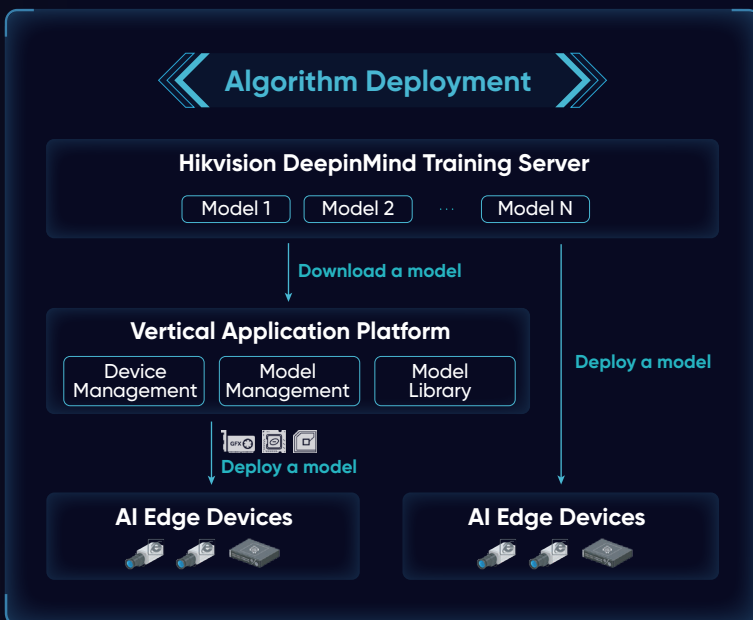 Algorithm Deployment
Hikvision DeepinMind Training Server
Model 1
Model 2
...
Model N
Download a model
Vertical Application Platform
Device
Management
Model
Management
Model
Library
Deploy a model
GFX
Deploy a model
AI Edge Devices
AI Edge Devices